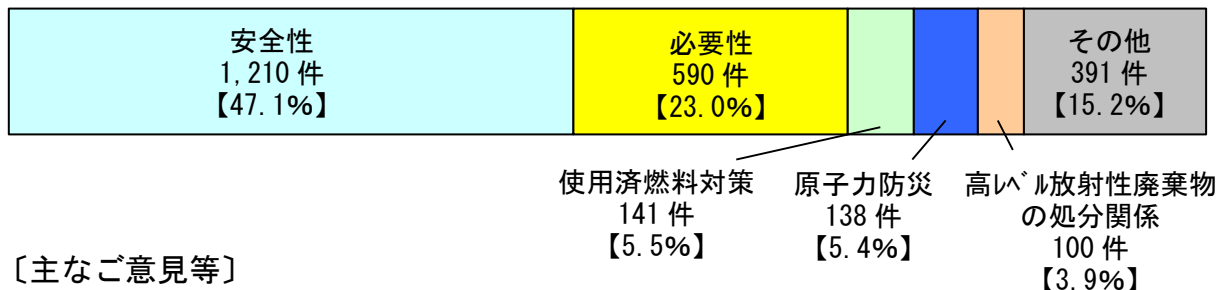 安全性
1,210 件
【47.1%】
必要性
590 件
【23.0%】
その他
391 件
【15.2%】
使用済燃料対策
141 件
【5.5%】
原子力防災
138 件
【5.4%】
高ﾚﾍﾞﾙ放射性廃棄物
の処分関係
100 件
【3.9%】
〔主なご意見等〕